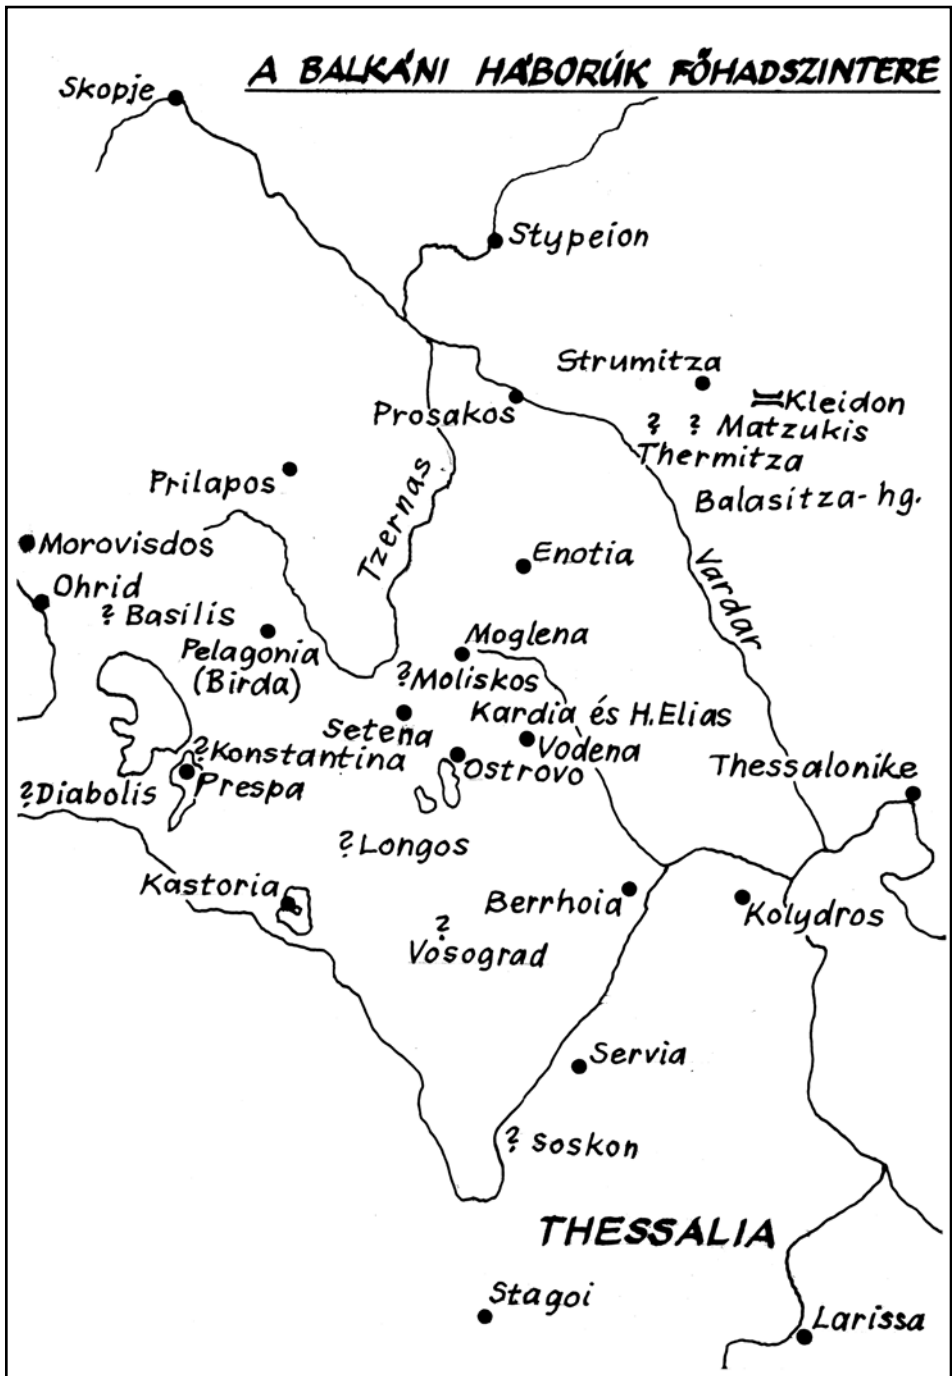 A BALKÁNI HÁBORÚK FŐHADSZINTERE
Skopje
Stypeion
Strumitza
Kleidon
Prosakos
? ? Matzukis
Thermitza
Prilapos
Tzernas
Balasitza-hg.
Morovisdos
Enotia
Vardar
Ohrid
? Basilis
Pelagonia
(Birda)
Moglena
? Moliskos
Setena
Kardia és H. Elias
Vodena
? Konstantina
Ostrovo
Thessalonike
Prespa
? Diabolis
? Longos
Kastoria
Berrhoia
Kolydros
?
Vosograd
Servia
? Soskon
THESSALIA
Stagoi
Larissa